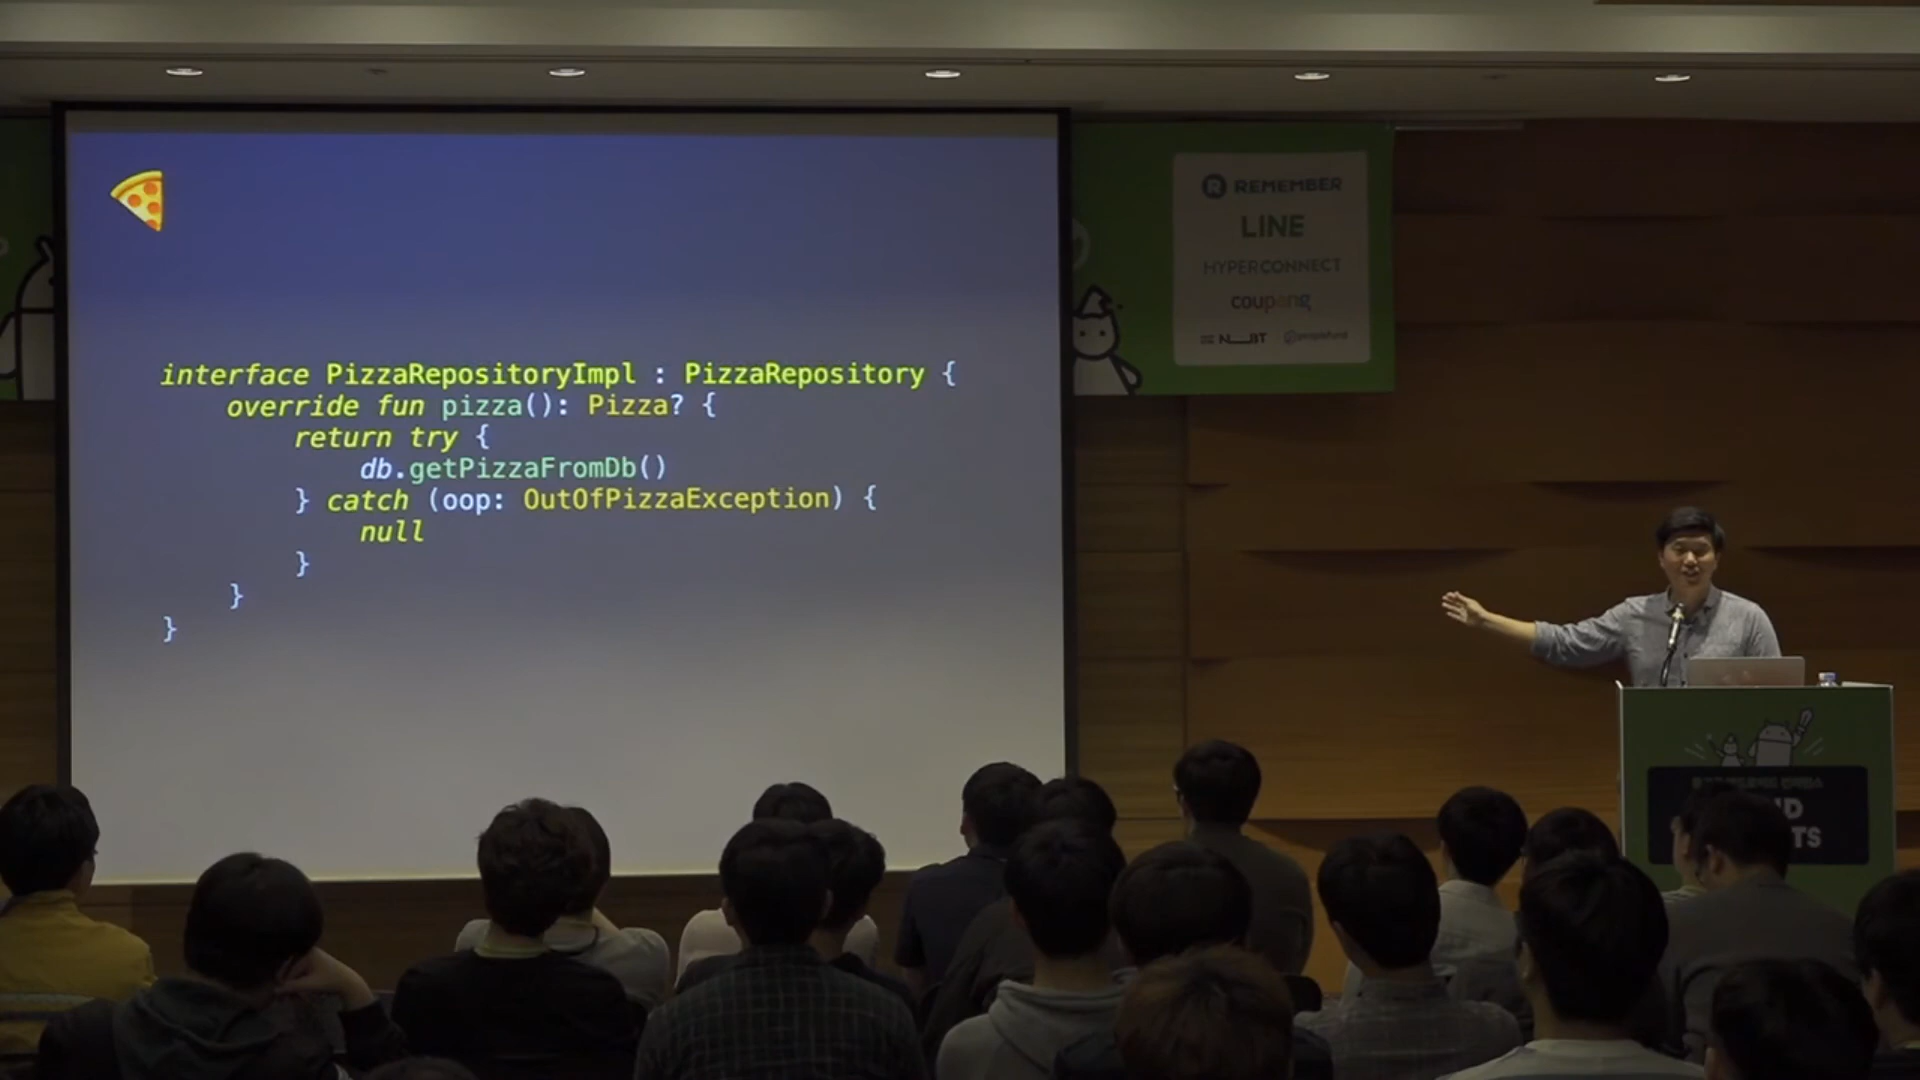 interface PizzaRepositoryImpl : PizzaRepository {
override fun pizza(): Pizza? {
return try {
db.getPizzaFromDb()
} catch (oop: OutOfPizzaException) {
null
}
}
}
R REMEMBER
LINE
HYPERCONNECT
coupang
peoplefund